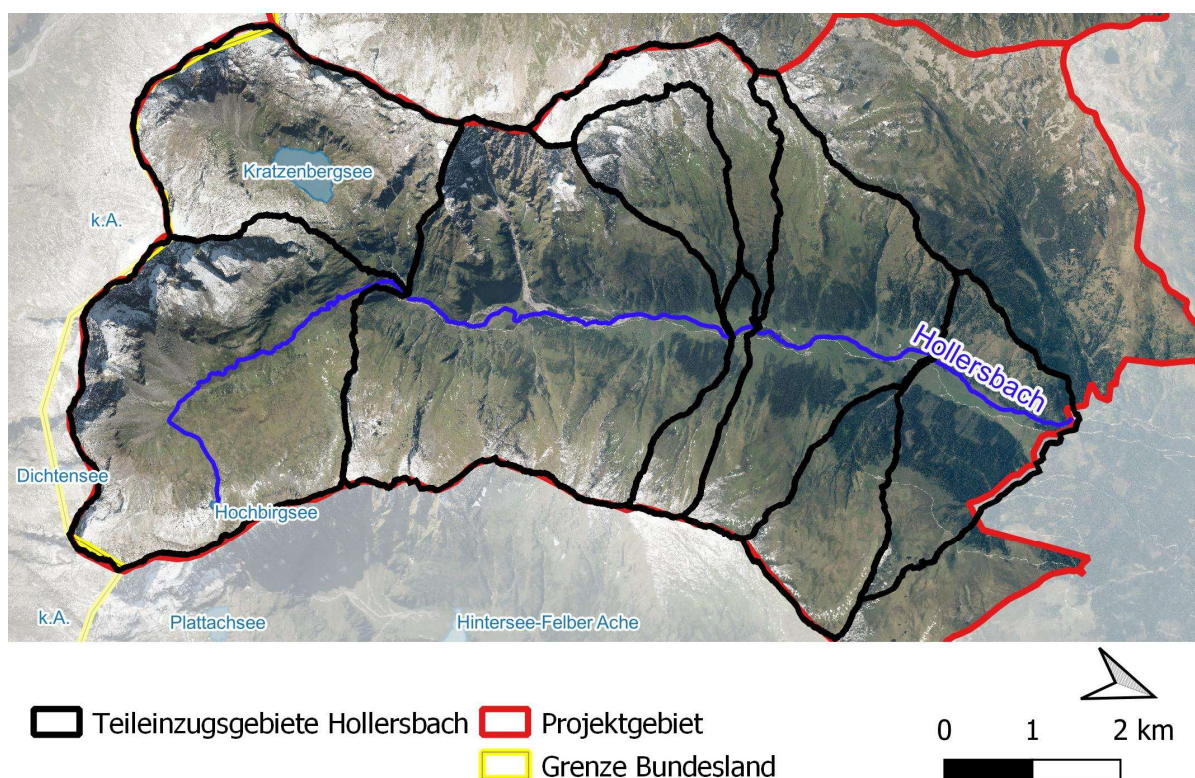 Kratzenbergsee
k.A.
Hollersbach
Dichtensee
Hochbirgsee
k.A.
Plattachsee
Hintersee-Felber Ache
Teileinzugsgebiete Hollersbach
Projektgebiet
0 1 2 km
Grenze Bundesland